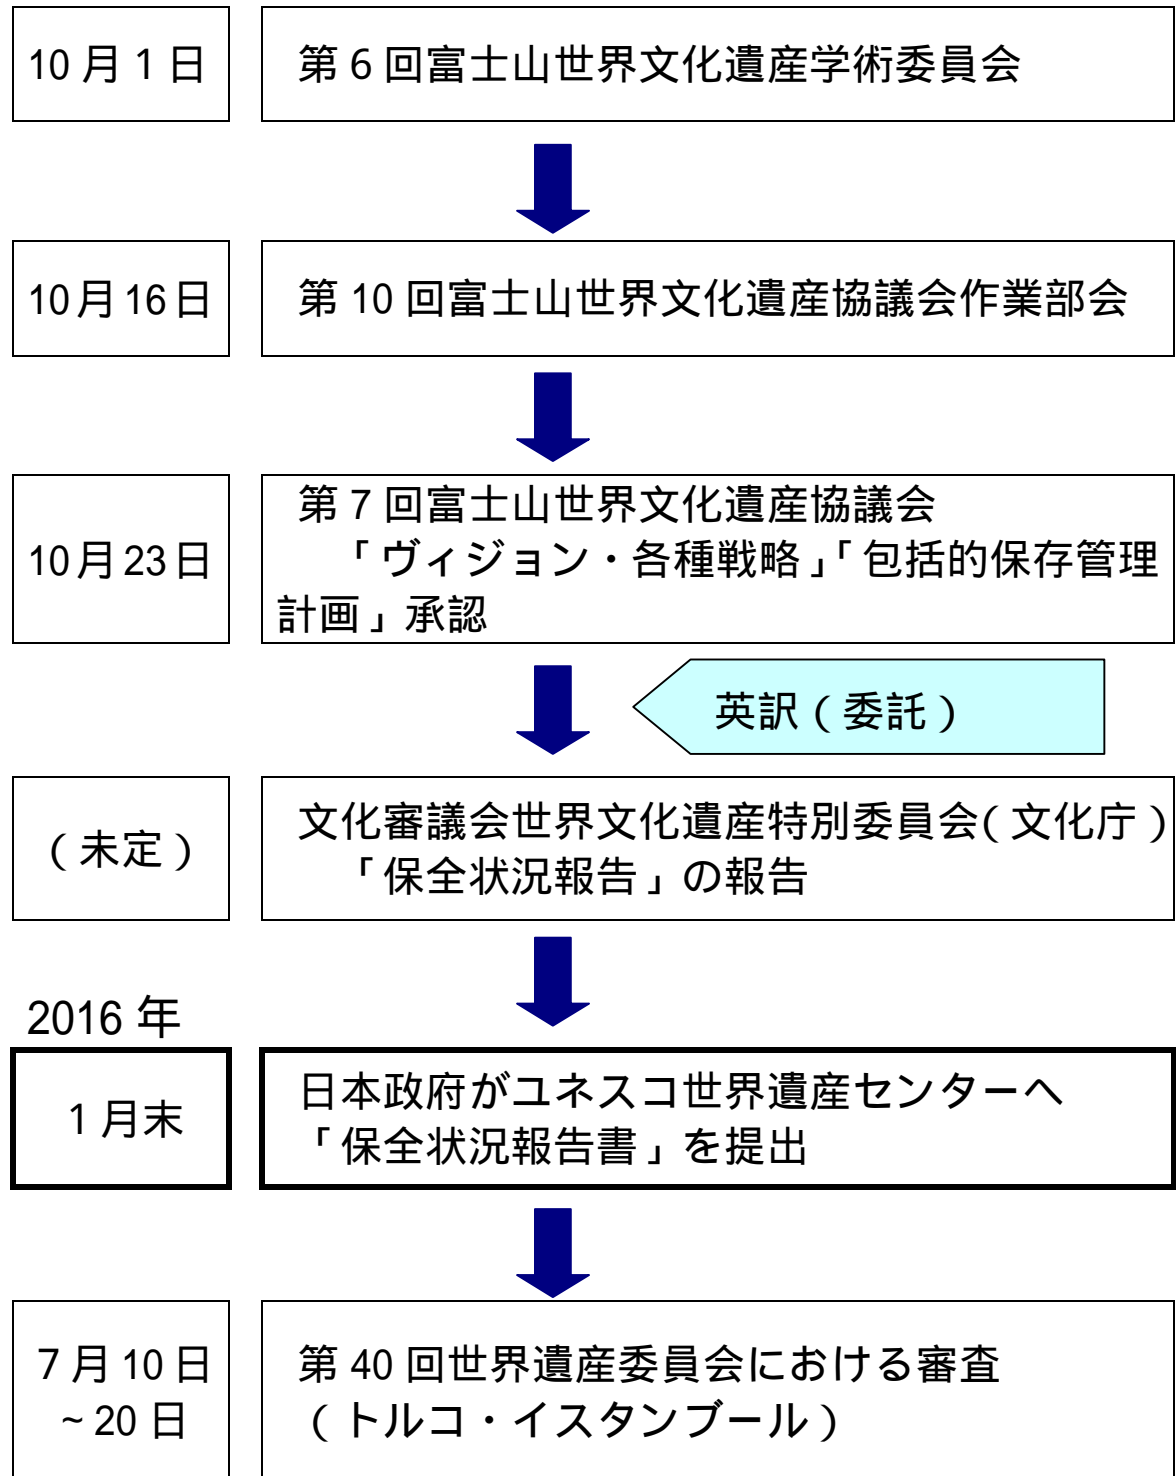 10月1日
第6回富士山世界文化遺産学術委員会
10月16日
第10回富士山世界文化遺産協議会作業部会
10月23日
第7回富士山世界文化遺産協議会
「ヴィジョン・各種戦略」「包括的保存管理
計画」承認
英訳(委託)
(未定)
文化審議会世界文化遺産特別委員会(文化庁)
「保全状況報告」の報告
2016年
1月末
日本政府がユネスコ世界遺産センターへ
「保全状況報告書」を提出
7月10日
~20日
第40回世界遺産委員会における審査
(トルコ・イスタンブール)